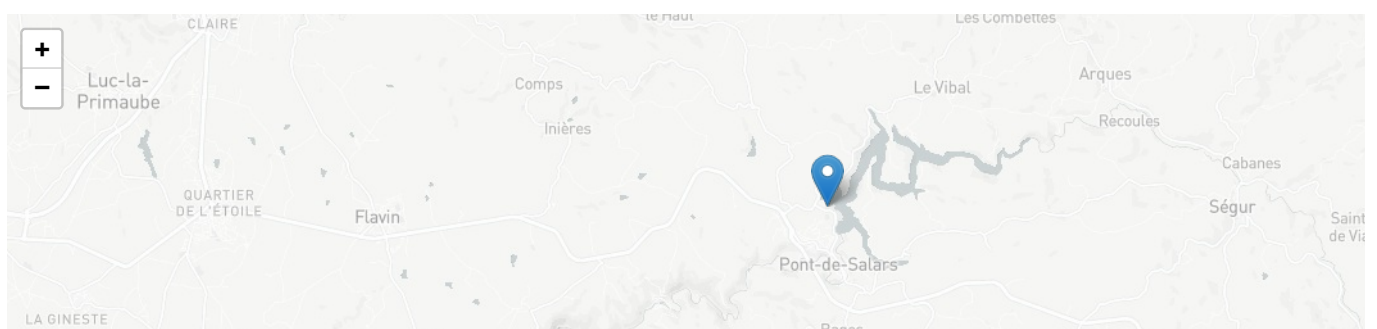 le Haut
Les Combettes
CLAIRE
+
−
Luc-la-
Primaube
Comps
Le Vibal
Arques
Inières
Recoules
Cabanes
QUARTIER
DE L'ÉTOILE
Flavin
Ségur
Saint
de Via
Pont-de-Salars
LA GINESTE